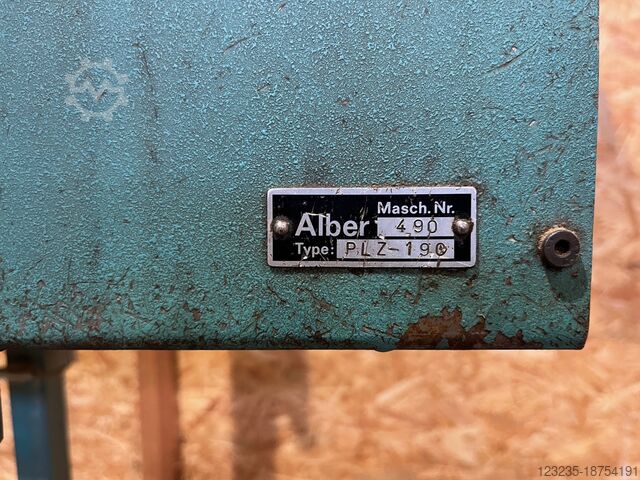 Masch. Nr.
Alber 490
Type: PLZ-190
123235-18754191